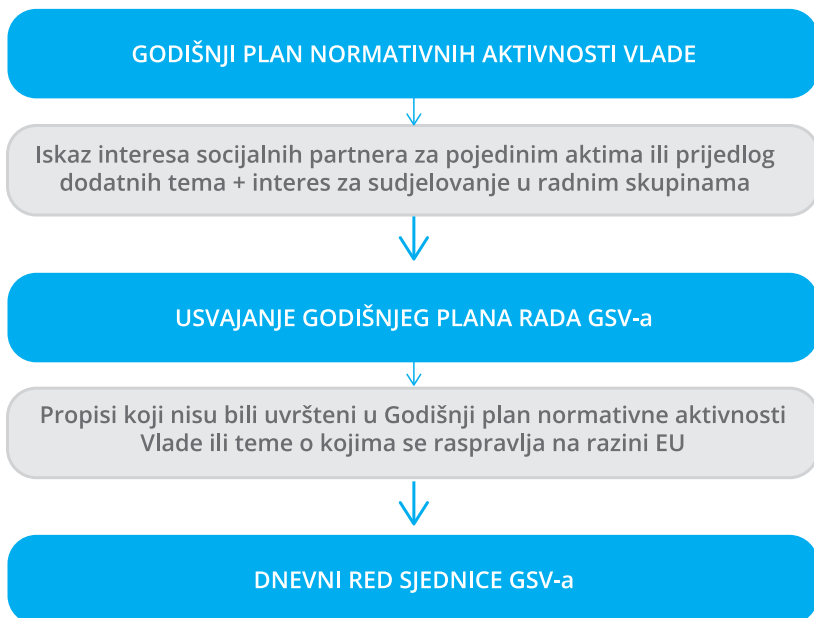 GODIŠNJI PLAN NORMATIVNIH AKTIVNOSTI VLADE
Iskaz interesa socijalnih partnera za pojedinim aktima ili prijedlog
dodatnih tema + interes za sudjelovanje u radnim skupinama
USVAJANJE GODIŠNJEG PLANA RADA GSV-a
Propisi koji nisu bili uvršteni u Godišnji plan normativne aktivnosti
Vlade ili teme o kojima se raspravlja na razini EU
DNEVNI RED SJEDNICE GSV-a